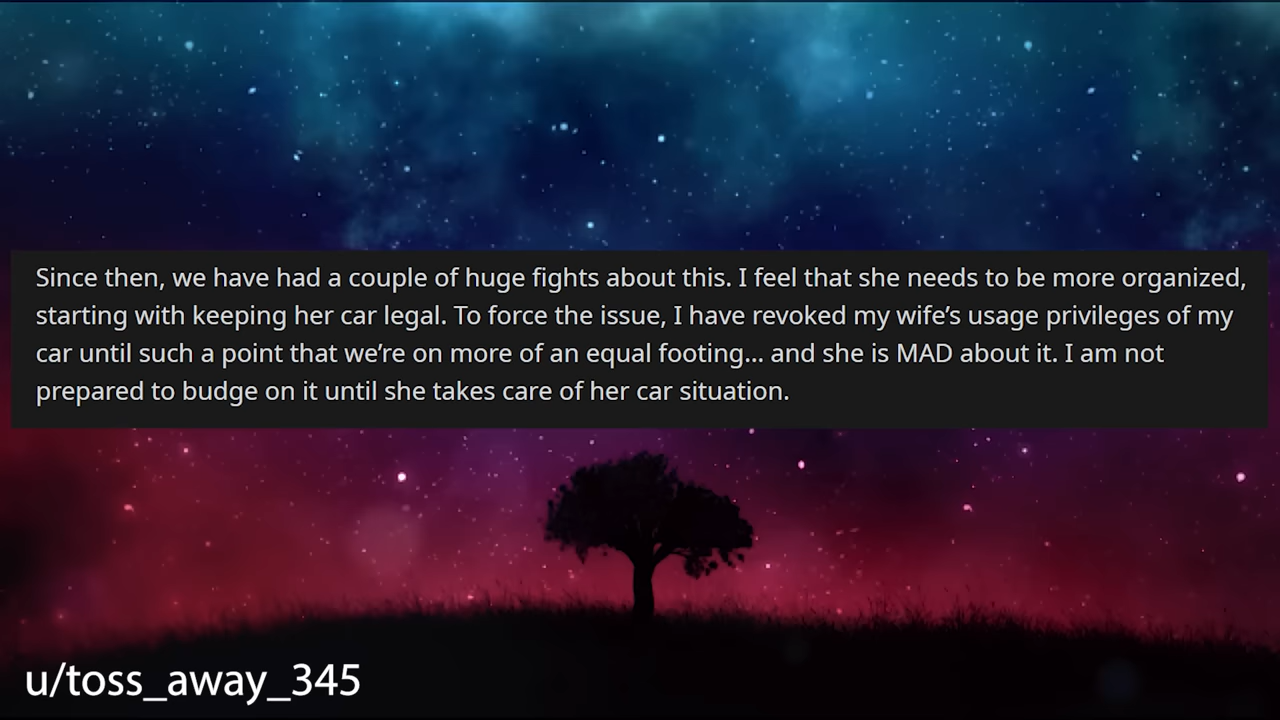 Since then, we have had a couple of huge fights about this. I feel that she needs to be more organized,
starting with keeping her car legal. To force the issue, I have revoked my wife’s usage privileges of my
car until such a point that we’re on more of an equal footing... and she is MAD about it. I am not
prepared to budge on it until she takes care of her car situation.
u/toss_away_345